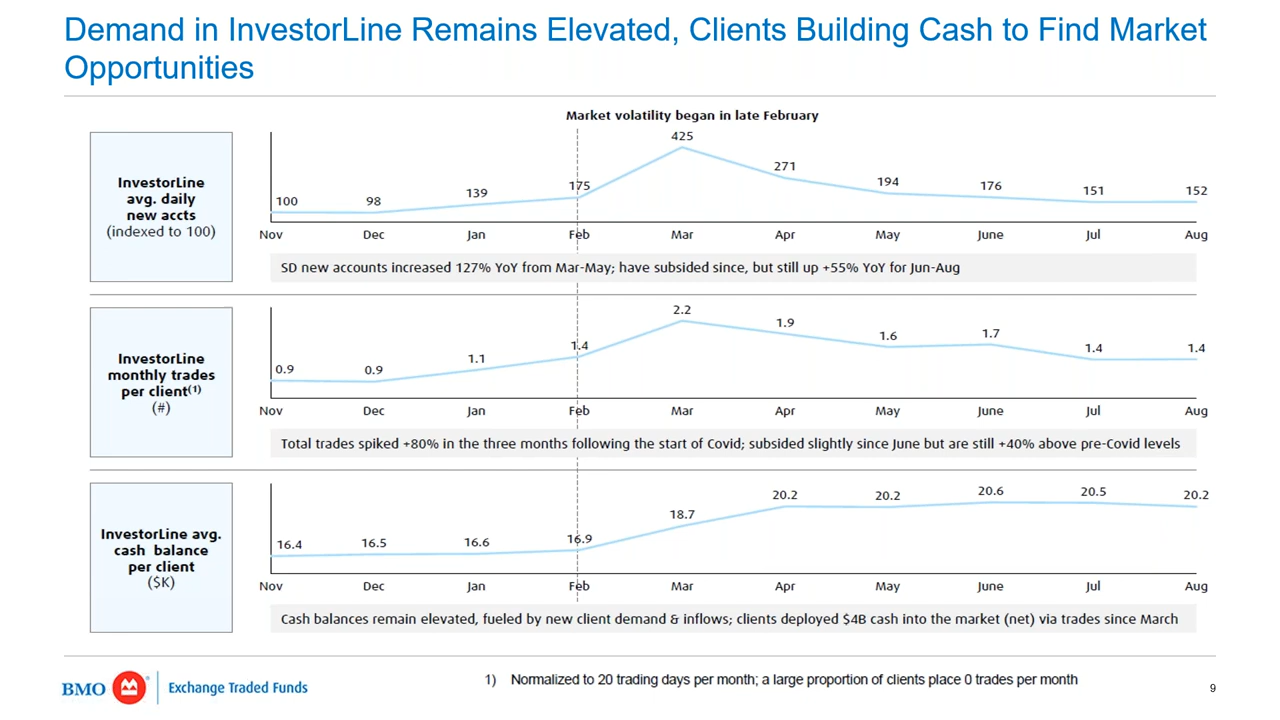 Demand in InvestorLine Remains Elevated, Clients Building Cash to Find Market
Opportunities
Market volatility began in late February
InvestorLine
avg. daily
new accts
(indexed to 100)
100 98 139 175 425 271 194 176 151 152
Nov Dec Jan Feb Mar Apr May June Jul Aug
SD new accounts increased 127% YoY from Mar-May; have subsided since, but still up +55% YoY for Jun-Aug
InvestorLine
monthly trades
per client(1)
(#)
0.9 0.9 1.1 1.4 2.2 1.9 1.6 1.7 1.4 1.4
Nov Dec Jan Feb Mar Apr May June Jul Aug
Total trades spiked +80% in the three months following the start of Covid; subsided slightly since June but are still +40% above pre-Covid levels
InvestorLine avg.
cash balance
per client
($K)
16.4 16.5 16.6 16.9 18.7 20.2 20.2 20.6 20.5 20.2
Nov Dec Jan Feb Mar Apr May June Jul Aug
Cash balances remain elevated, fueled by new client demand & inflows; clients deployed $4B cash into the market (net) via trades since March
BMO Exchange Traded Funds
1) Normalized to 20 trading days per month; a large proportion of clients place 0 trades per month
9